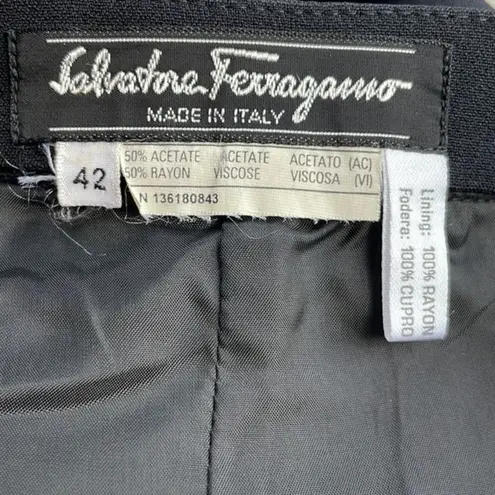 Salvatore Ferragamo
MADE IN ITALY
42
50% ACETATE ACETATE ACETATO (AC)
50% RAYON VISCOSE VISCOSA (VI)
N 136180843
Lining: 100% RAYON
Fodera: 100% CUPRO